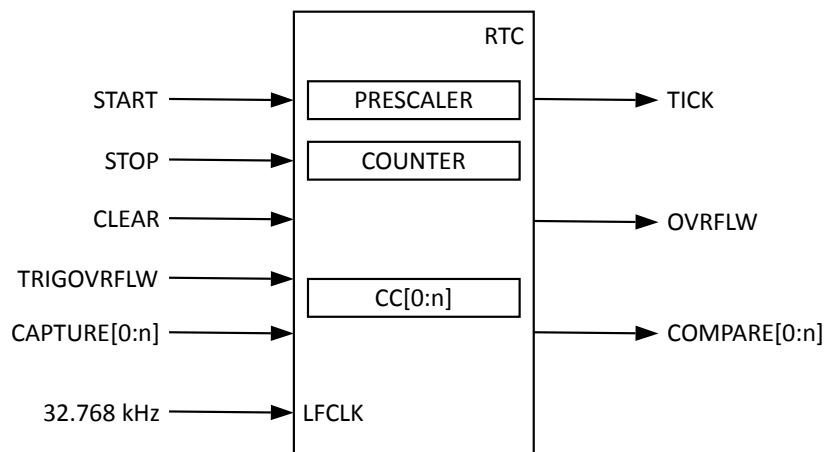 RTC
START PRESCALER TICK
STOP COUNTER
CLEAR OVRFLW
TRIGOVRFLW
CC[0:n]
CAPTURE[0:n] COMPARE[0:n]
32.768 kHz LFCLK